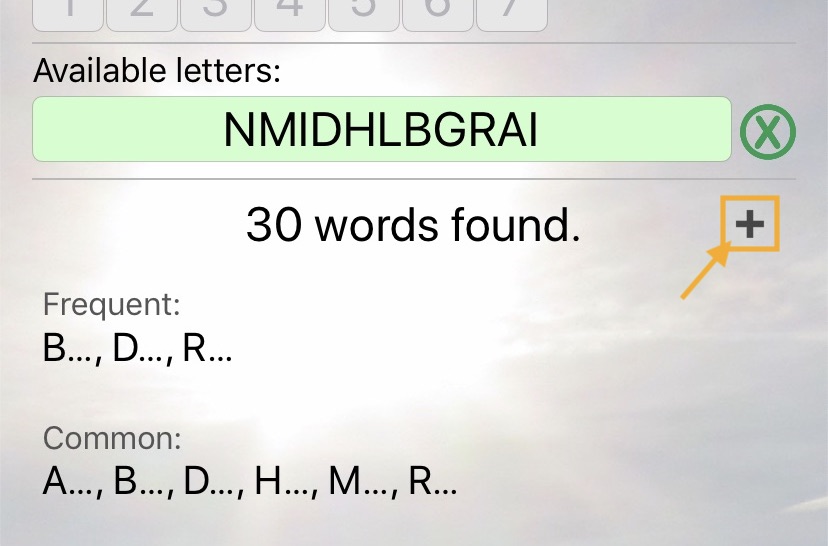 1 2 3 4 5 6 7
Available letters:
NMIDHLBGRAI
X
30 words found.
+
Frequent:
B..., D..., R...
Common:
A..., B..., D..., H..., M..., R...